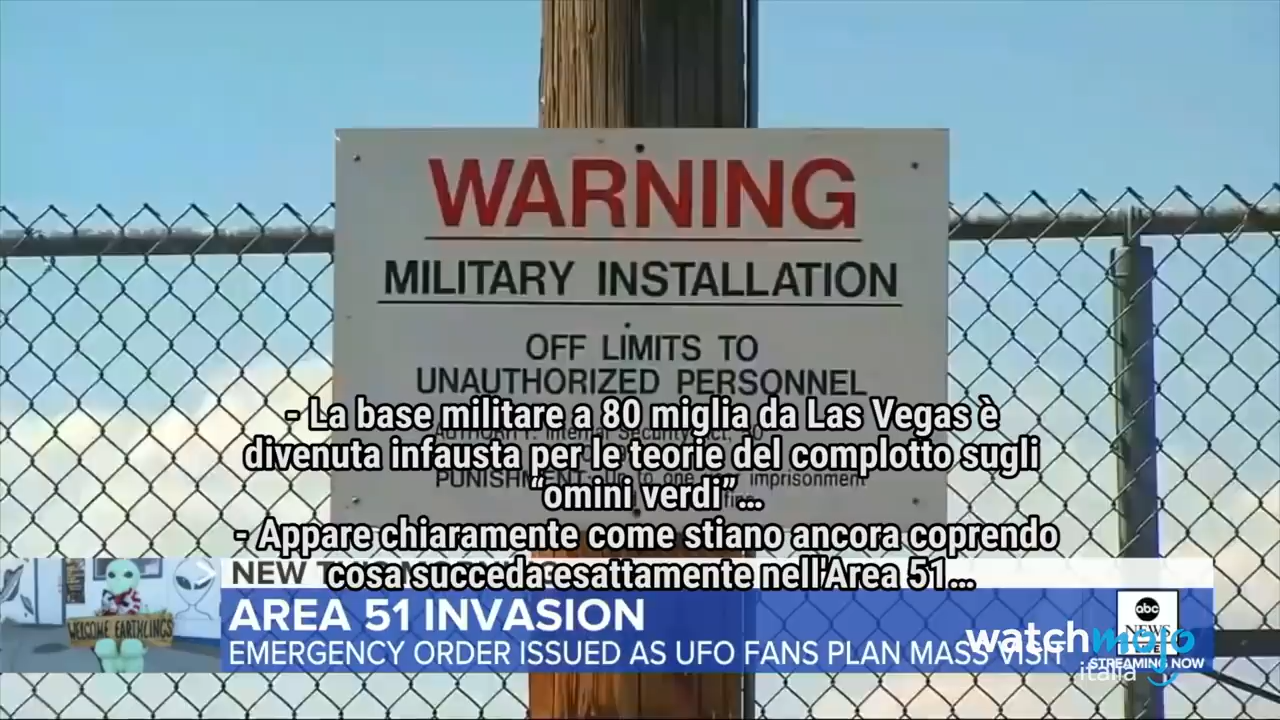 WARNING
MILITARY INSTALLATION
OFF LIMITS TO
UNAUTHORIZED PERSONNEL
- La base militare a 80 miglia da Las Vegas è
divenuta infausta per le teorie del complotto sugli
“omini verdi”...
- Appare chiaramente come stiano ancora coprendo
cosa succeda esattamente nell'Area 51...
imprisonment
NEW
WELCOME EARTHLINGS
AREA 51 INVASION
EMERGENCY ORDER ISSUED AS UFO FANS PLAN MASS VISIT
abc
NEWS
STREAMING NOW
watchmojo
italia